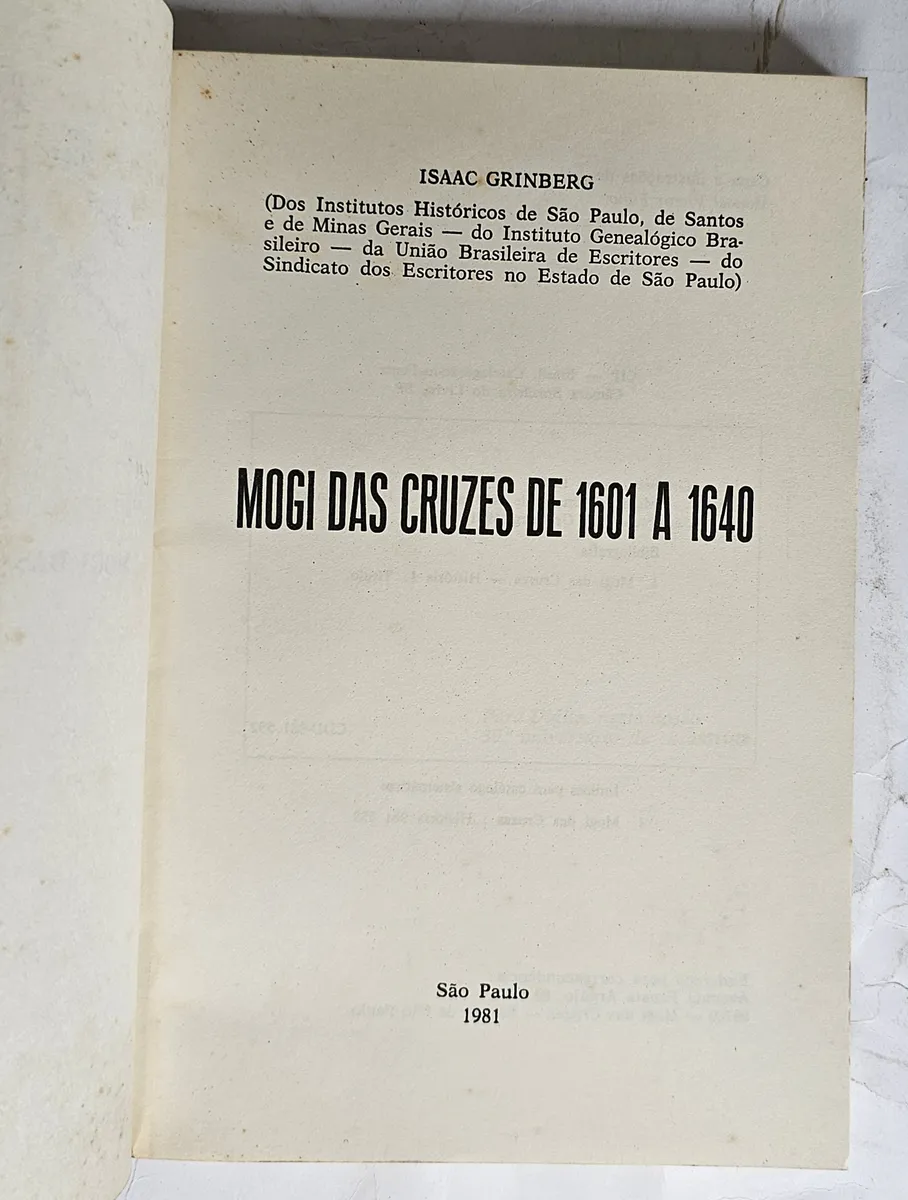 ISAAC GRINBERG
(Dos Institutos Históricos de São Paulo, de Santos
e de Minas Gerais — do Instituto Genealógico Bra-
sileiro — da União Brasileira de Escritores — do
Sindicato dos Escritores no Estado de São Paulo)
MOGI DAS CRUZES DE 1601 A 1640
São Paulo
1981